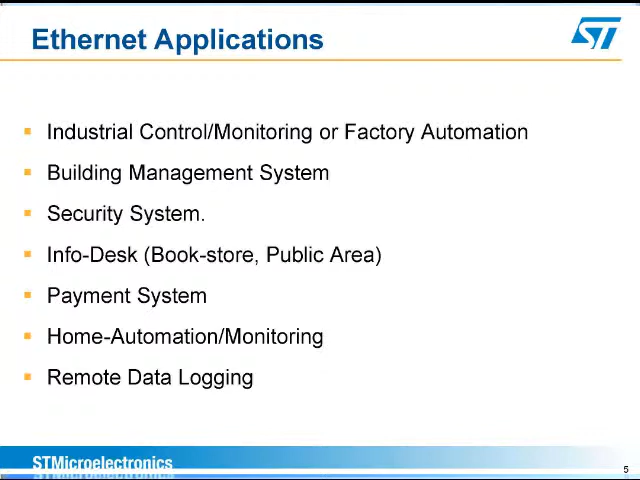 Ethernet Applications
ST
Industrial Control/Monitoring or Factory Automation
Building Management System
Security System.
Info-Desk (Book-store, Public Area)
Payment System
Home-Automation/Monitoring
Remote Data Logging
STMicroelectronics
5